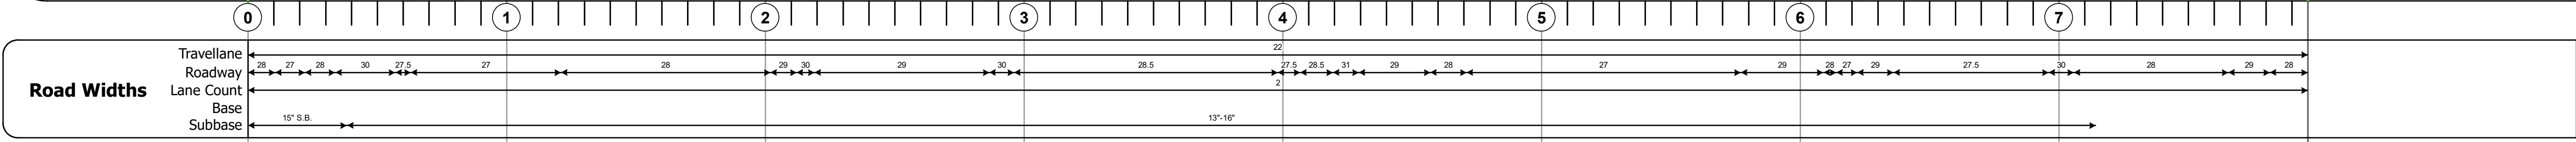 0 1 2 3 4 5 6 7
Road Widths
Travellane 22
Roadway 28 27 28 30 27.5 27 28 29 30 29 30 28.5 27.5 28.5 31 29 28 27 29 28 27 29 27.5 30 28 29 28
Lane Count 2
Base
Subbase 15" S.B. 13"-16"